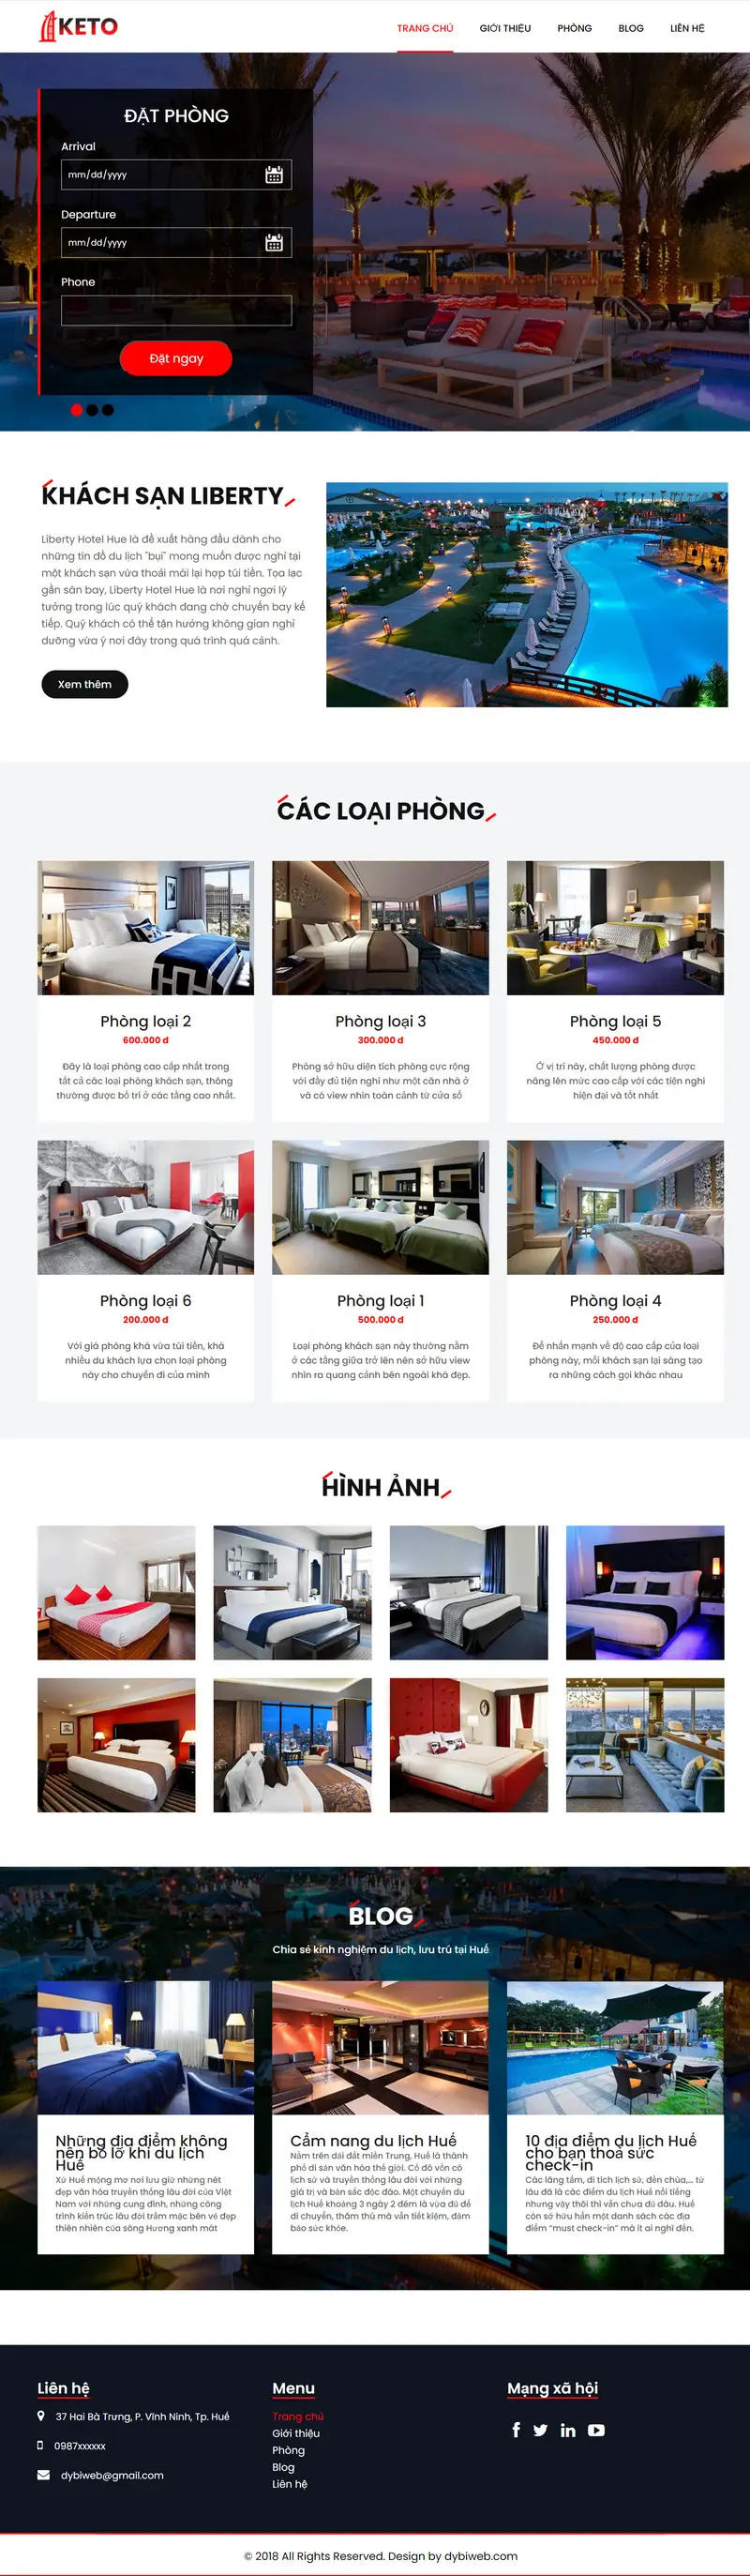 KETO
TRANG CHỦ
GIỚI THIỆU
PHÒNG
BLOG
LIÊN HỆ
ĐẶT PHÒNG
Arrival
mm/dd/yyyy
Departure
mm/dd/yyyy
Phone
Đặt ngay
KHÁCH SẠN LIBERTY
Liberty Hotel Hue là đề xuất hàng đầu dành cho
những tín đồ du lịch "bụi" mong muốn được nghỉ tại
một khách sạn vừa thoải mái lại hợp túi tiền. Tọa lạc
gần sân bay, Liberty Hotel Hue là nơi nghỉ ngơi lý
tưởng trong lúc quý khách đang chờ chuyến bay kế
tiếp. Quý khách có thể tận hưởng không gian nghỉ
dưỡng vừa ý nơi đây trong quá trình quá cảnh.
Xem thêm
CÁC LOẠI PHÒNG
Phòng loại 2
600.000 đ
Đây là loại phòng cao cấp nhất trong
tất cả các loại phòng khách sạn, thông
thường được bố trí ở các tầng cao nhất.
Phòng loại 3
300.000 đ
Phòng sở hữu diện tích phòng cực rộng
với đầy đủ tiện nghi như một căn nhà ở
và có view nhìn toàn cảnh từ cửa sổ
Phòng loại 5
450.000 đ
Ở vị trí này, chất lượng phòng được
nâng lên mức cao cấp với các tiện nghi
hiện đại và tốt nhất
Phòng loại 6
200.000 đ
Với giá phòng khá vừa túi tiền, khá
nhiều du khách lựa chọn loại phòng
này cho chuyến đi của mình
Phòng loại 1
500.000 đ
Loại phòng khách sạn này thường nằm
ở các tầng giữa trở lên nên sở hữu view
nhìn ra quang cảnh bên ngoài khá đẹp.
Phòng loại 4
250.000 đ
Để nhấn mạnh về độ cao cấp của loại
phòng này, mỗi khách sạn lại sáng tạo
ra những cách gọi khác nhau
HÌNH ẢNH
BLOG
Chia sẻ kinh nghiệm du lịch, lưu trú tại Huế
Những địa điểm không
nên bỏ lỡ khi du lịch
Huế
Xứ Huế mộng mơ nơi lưu giữ những nét
đẹp văn hóa truyền thống lâu đời của Việt
Nam với những cung đình, những công
trình kiến trúc lâu đời trầm mặc bên vẻ đẹp
thiên nhiên của sông Hương xanh mát
Cẩm nang du lịch Huế
Nằm trên dải đất miền Trung, Huế là thành
phố di sản văn hóa thế giới. Cố đô vốn có
lịch sử và truyền thống lâu đời với những
giá trị và bản sắc độc đáo. Một chuyến du
lịch Huế khoảng 3 ngày 2 đêm là vừa đủ để
di chuyển, thăm thú mà vẫn tiết kiệm, đảm
bảo sức khỏe.
10 địa điểm du lịch Huế
cho bạn thoả sức
check-in
Các lăng tẩm, di tích lịch sử, đền chùa,... từ
lâu đã là các điểm du lịch Huế nổi tiếng
nhưng vậy thôi thì vẫn chưa đủ đâu. Huế
còn sở hữu hẳn một danh sách các địa
điểm "must check-in" mà ít ai nghĩ đến.
Liên hệ
37 Hai Bà Trưng, P. Vĩnh Ninh, Tp. Huế
0987xxxxxx
dybiweb@gmail.com
Menu
Trang chủ
Giới thiệu
Phòng
Blog
Liên hệ
Mạng xã hội
© 2018 All Rights Reserved. Design by dybiweb.com